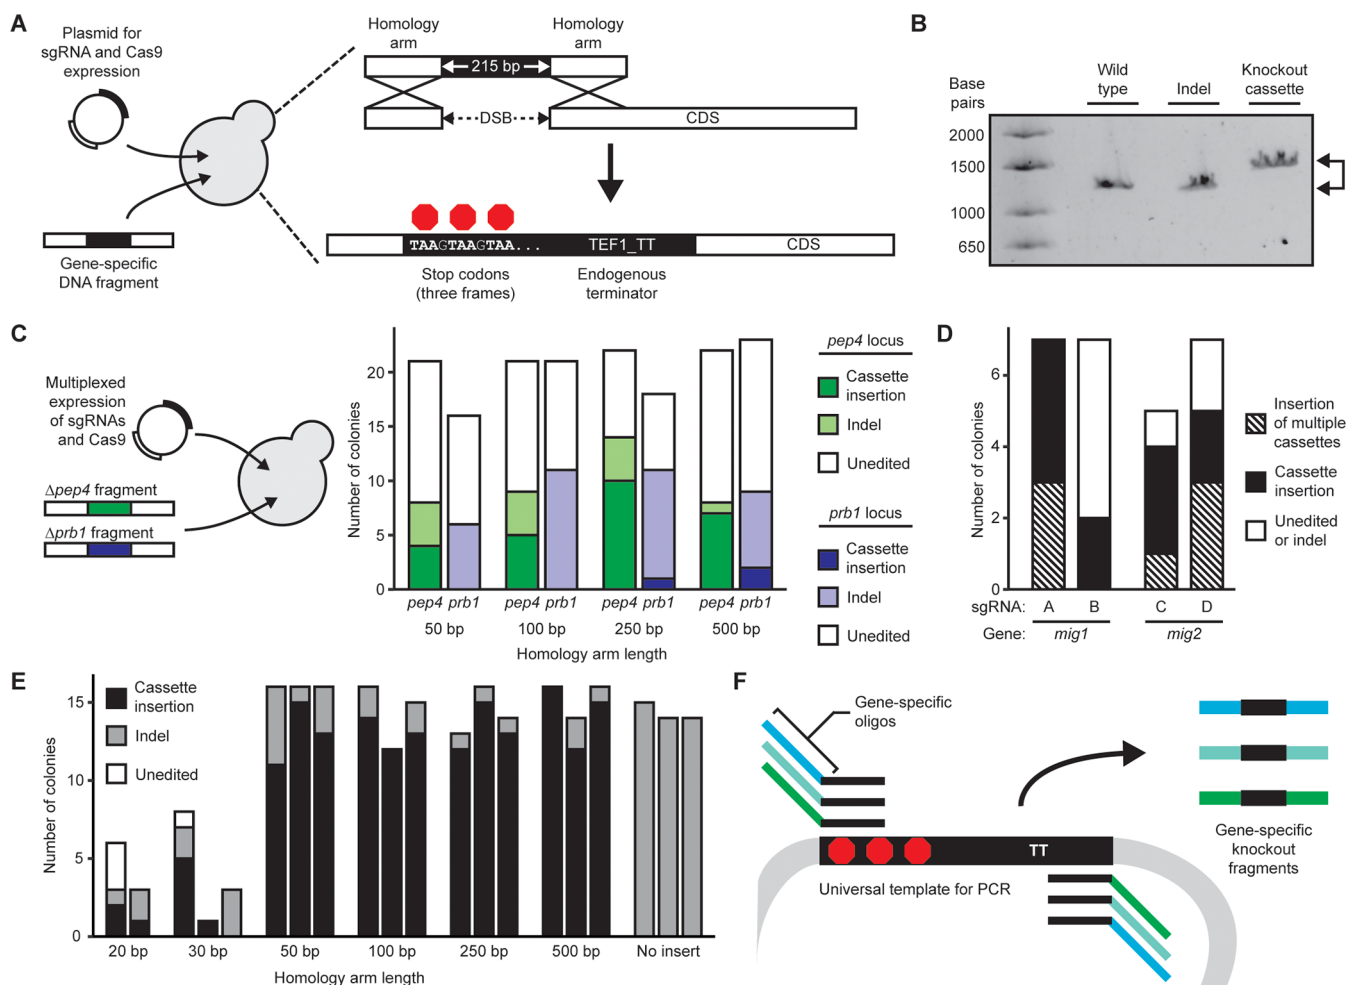 A
Plasmid for
sgRNA and Cas9
expression
Gene-specific
DNA fragment
Homology
arm
Homology
arm
215 bp
DSB
CDS
TAAGTAAGTAA...
TEF1_TT
CDS
Stop codons
(three frames)
Endogenous
terminator
B
Base
pairs
Wild
type
Indel
Knockout
cassette
2000
1500
1000
650
C
Multiplexed
expression
of sgRNAs
and Cas9
Δpep4 fragment
Δprb1 fragment
Number of colonies
20
15
10
5
0
pep4 prb1
pep4 prb1
pep4 prb1
pep4 prb1
50 bp
100 bp
250 bp
500 bp
Homology arm length
pep4 locus
Cassette
insertion
Indel
Unedited
prb1 locus
Cassette
insertion
Indel
Unedited
D
Number of colonies
6
4
2
0
sgRNA: A B C D
Gene: mig1 mig2
Insertion
of multiple
cassettes
Cassette
insertion
Unedited
or indel
E
Number of colonies
15
10
5
0
Cassette
insertion
Indel
Unedited
20 bp
30 bp
50 bp
100 bp
250 bp
500 bp
No insert
Homology arm length
F
Gene-specific
oligos
TT
Universal template for PCR
Gene-specific
knockout
fragments